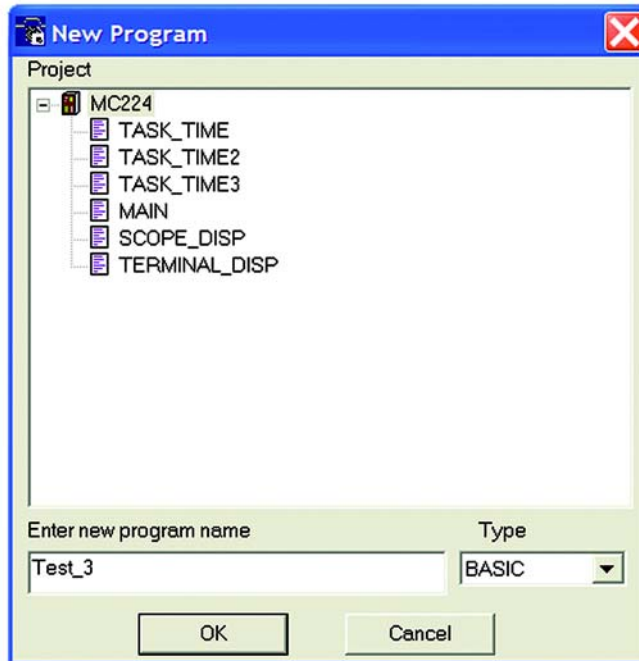 New Program
Project
MC224
TASK_TIME
TASK_TIME2
TASK_TIME3
MAIN
SCOPE_DISP
TERMINAL_DISP
Enter new program name Type
Test_3 BASIC
OK Cancel